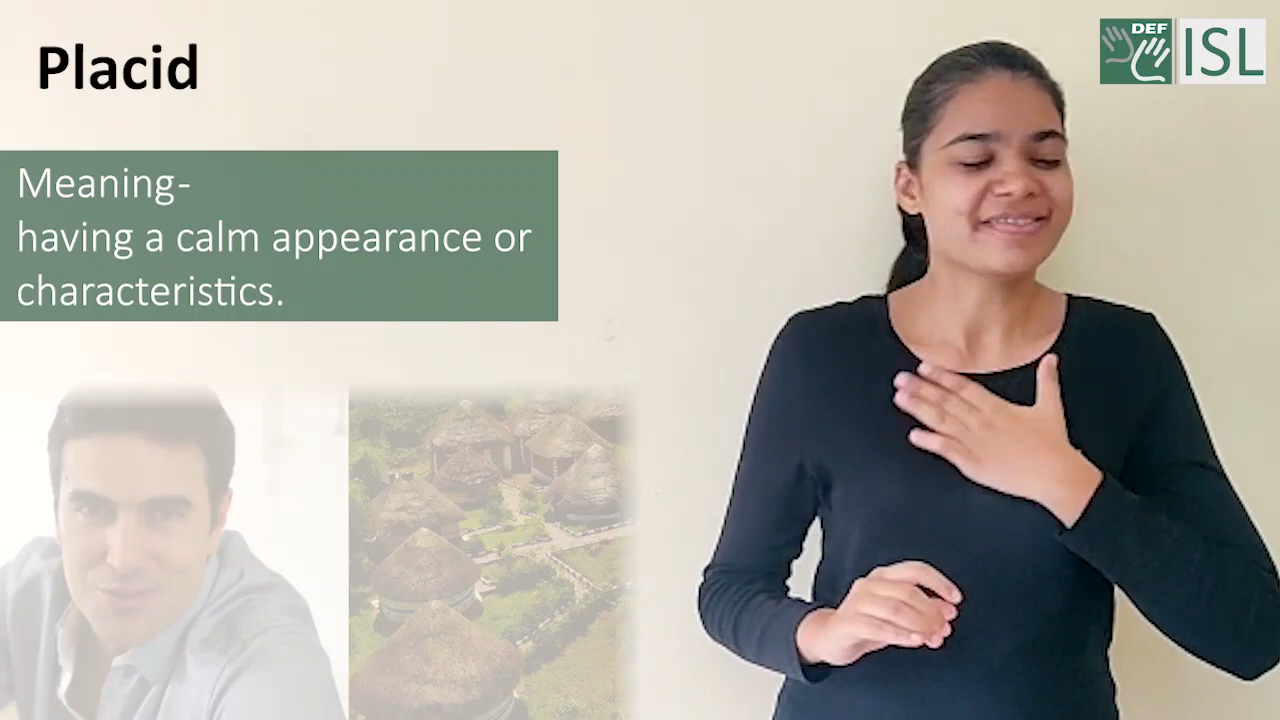 Placid
DEF
ISL
Meaning-
having a calm appearance or
characteristics.